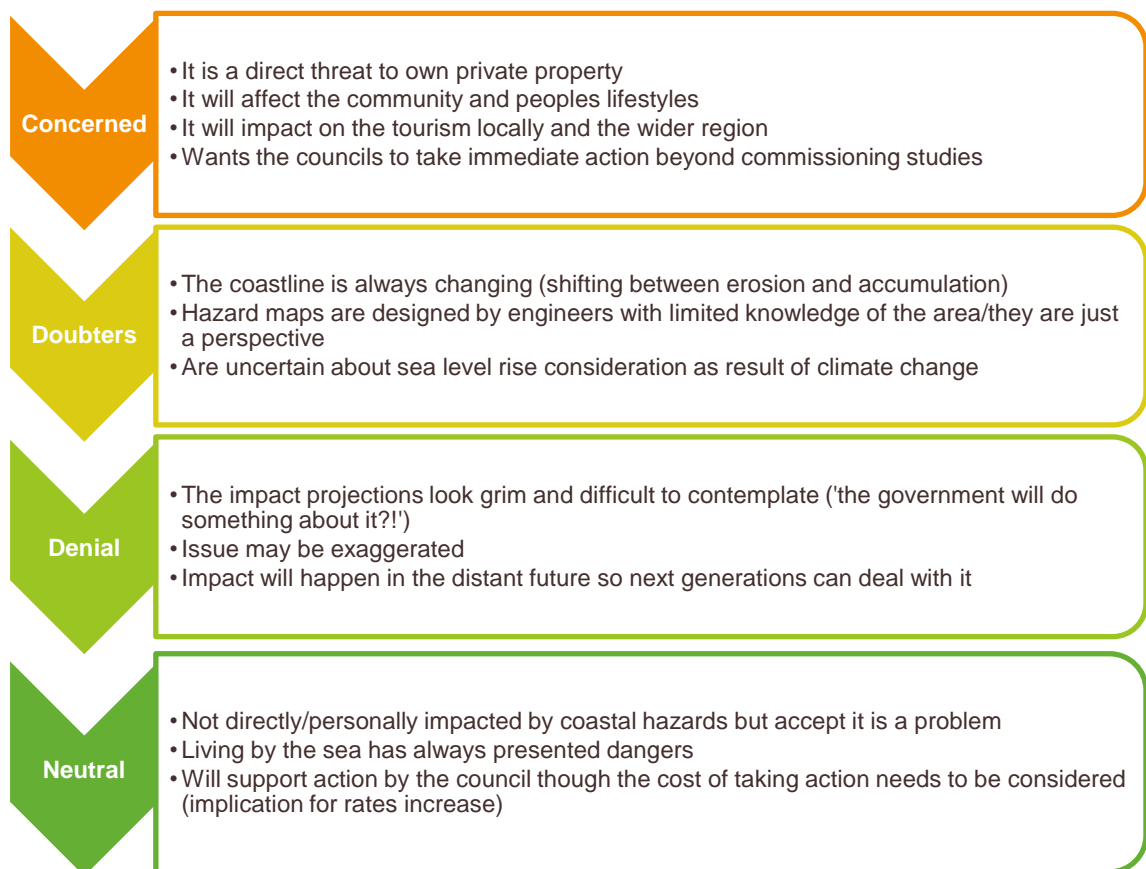 Concerned
• It is a direct threat to own private property
• It will affect the community and peoples lifestyles
• It will impact on the tourism locally and the wider region
• Wants the councils to take immediate action beyond commissioning studies
Doubters
• The coastline is always changing (shifting between erosion and accumulation)
• Hazard maps are designed by engineers with limited knowledge of the area/they are just
a perspective
• Are uncertain about sea level rise consideration as result of climate change
Denial
• The impact projections look grim and difficult to contemplate ('the government will do
something about it?!')
• Issue may be exaggerated
• Impact will happen in the distant future so next generations can deal with it
Neutral
• Not directly/personally impacted by coastal hazards but accept it is a problem
• Living by the sea has always presented dangers
• Will support action by the council though the cost of taking action needs to be considered
(implication for rates increase)